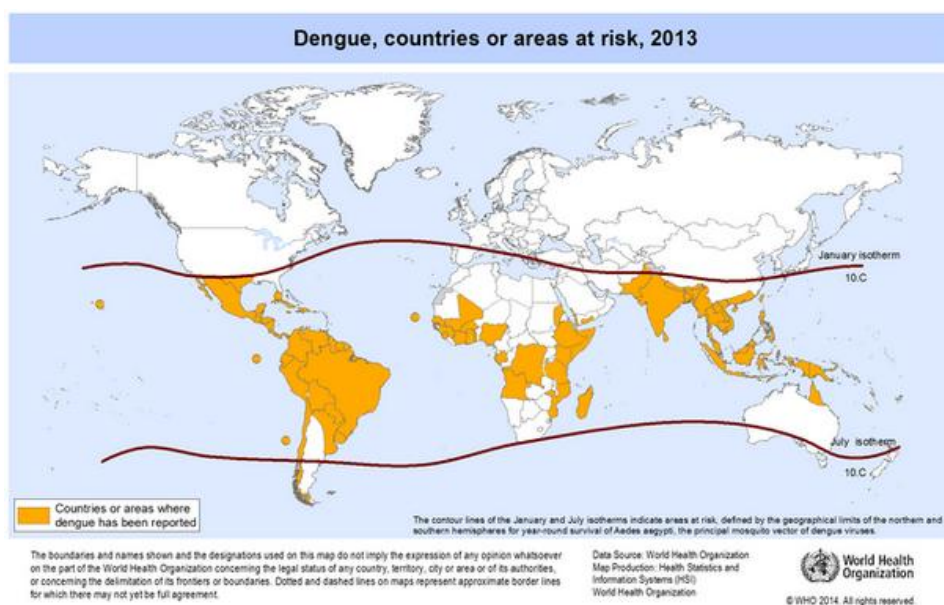 Dengue, countries or areas at risk, 2013
January isotherm
10.C
July isotherm
10.C
Countries or areas where
dengue has been reported
The contour lines of the January and July isotherms indicate areas at risk, defined by the geographical limits of the northern and
southern hemispheres for year-round survival of Aedes aegypti, the principal mosquito vector of dengue viruses.
The boundaries and names shown and the designations used on this map do not imply the expression of any opinion whatsoever
on the part of the World Health Organization concerning the legal status of any country, territory, city or area or of its authorities,
or concerning the delimitation of its frontiers or boundaries. Dotted and dashed lines on maps represent approximate border lines
for which there may not yet be full agreement.
Data Source: World Health Organization
Map Production: Health Statistics and
Information Systems (HSI)
World Health Organization
World Health
Organization
© WHO 2014. All rights reserved.